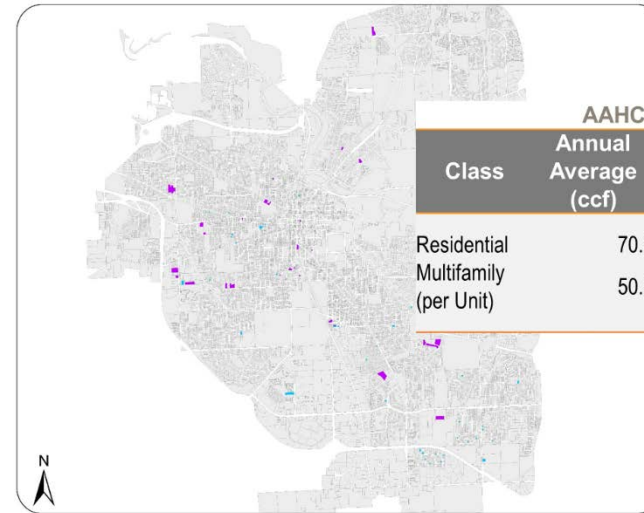 AAHC
Class
Annual
Average
(ccf)
Residential 70.
Multifamily
(per Unit) 50.
N